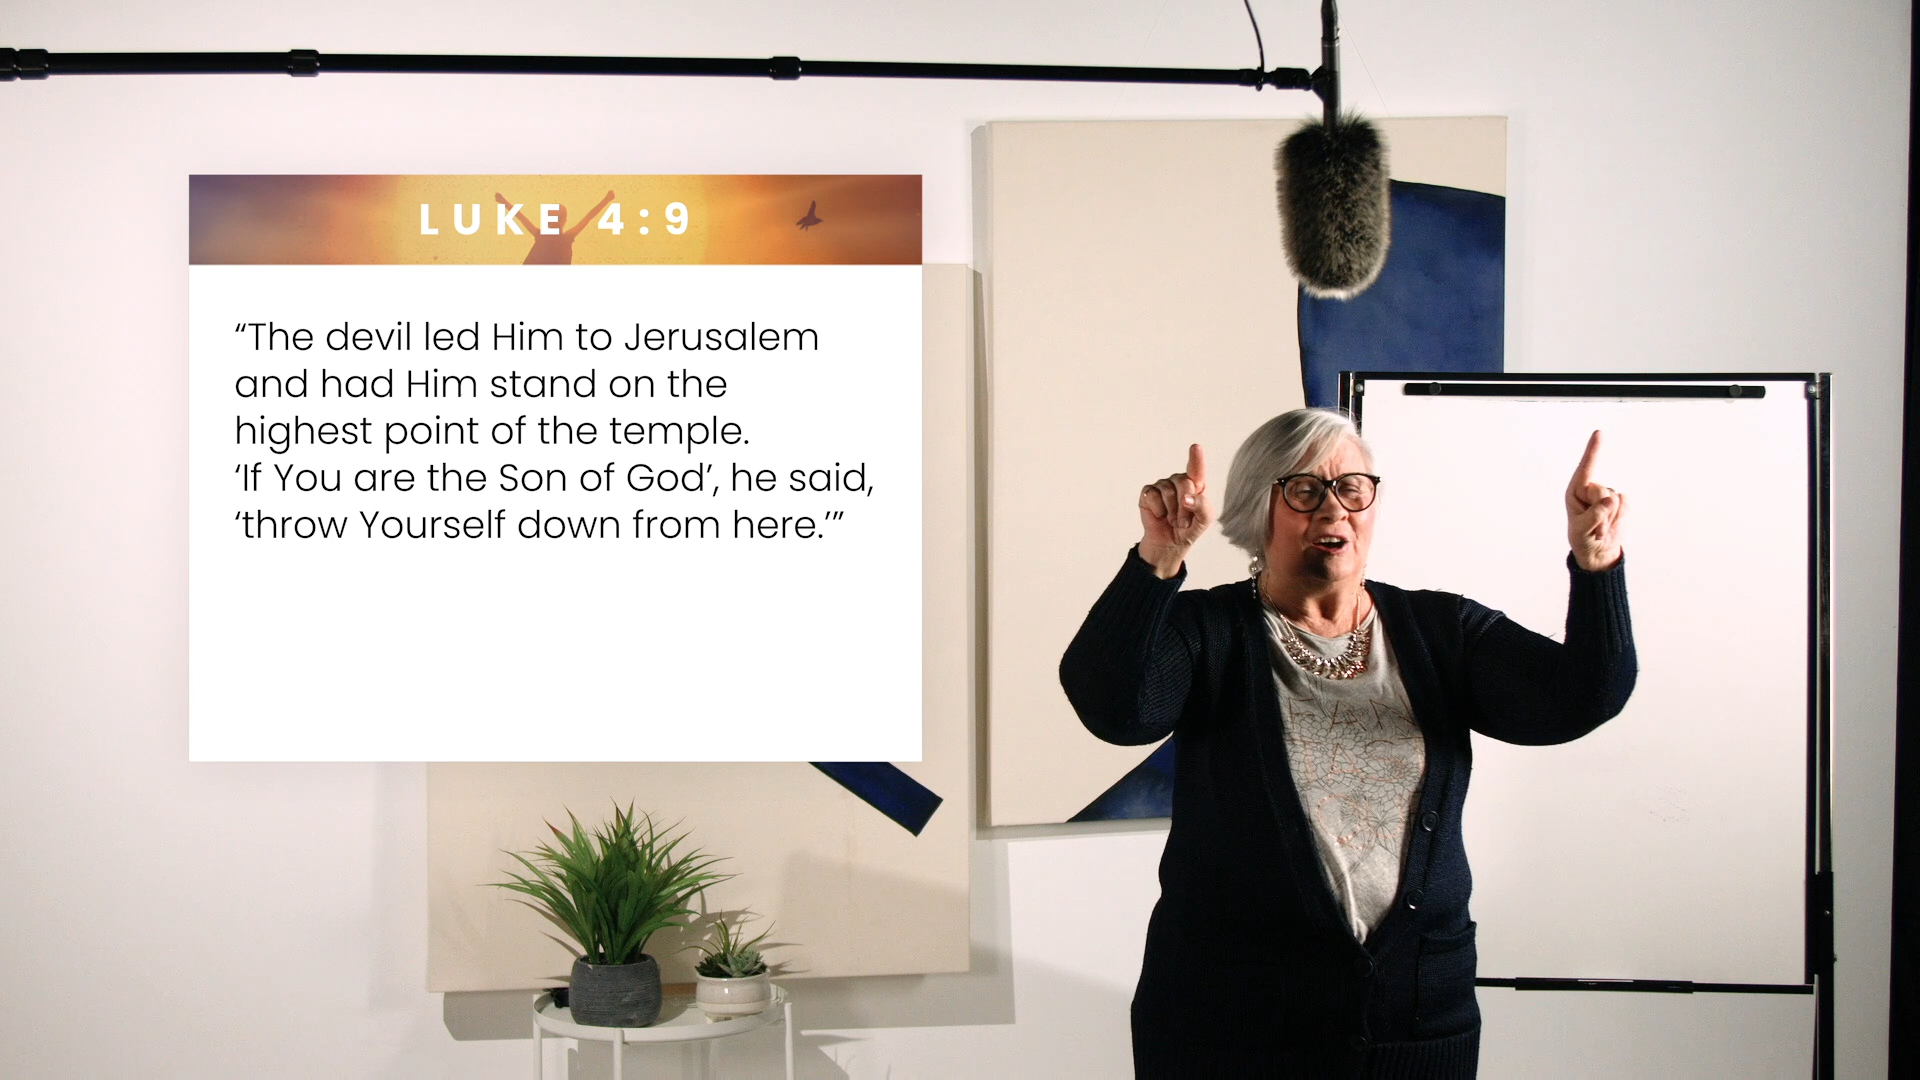 LUKE 4:9
“The devil led Him to Jerusalem
and had Him stand on the
highest point of the temple.
‘If You are the Son of God’, he said,
‘throw Yourself down from here.’”